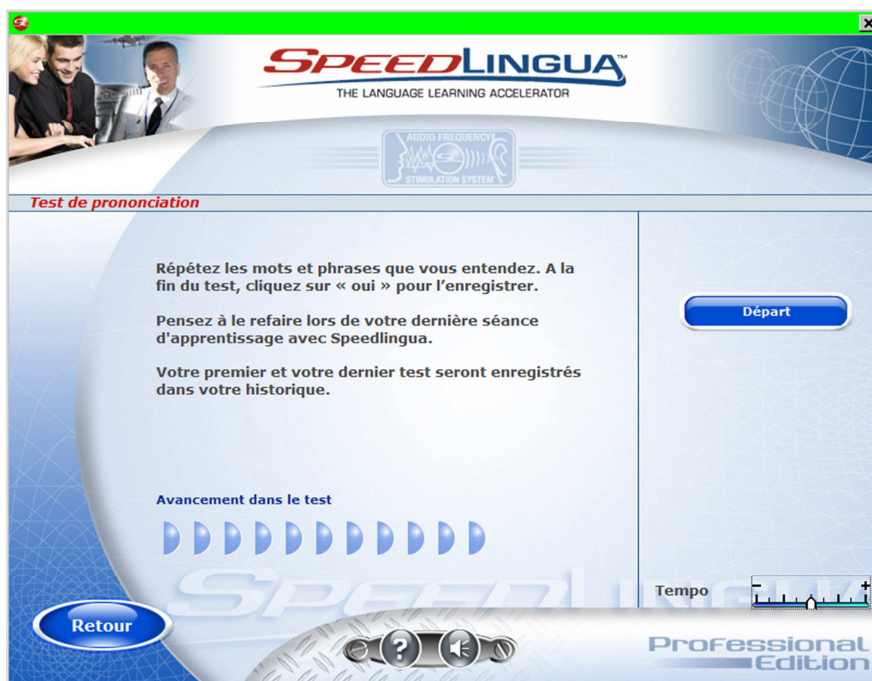 SPEEDLINGUA™
THE LANGUAGE LEARNING ACCELERATOR
AUDIO FREQUENCY
SL
STIMULATION SYSTEM
Test de prononciation
Répétez les mots et phrases que vous entendez. A la
fin du test, cliquez sur « oui » pour l’enregistrer.
Pensez à le refaire lors de votre dernière séance
d'apprentissage avec Speedlingua.
Votre premier et votre dernier test seront enregistrés
dans votre historique.
Départ
Avancement dans le test
SPEEDLINGUA
Tempo
- +
Retour
?
Professional
Edition